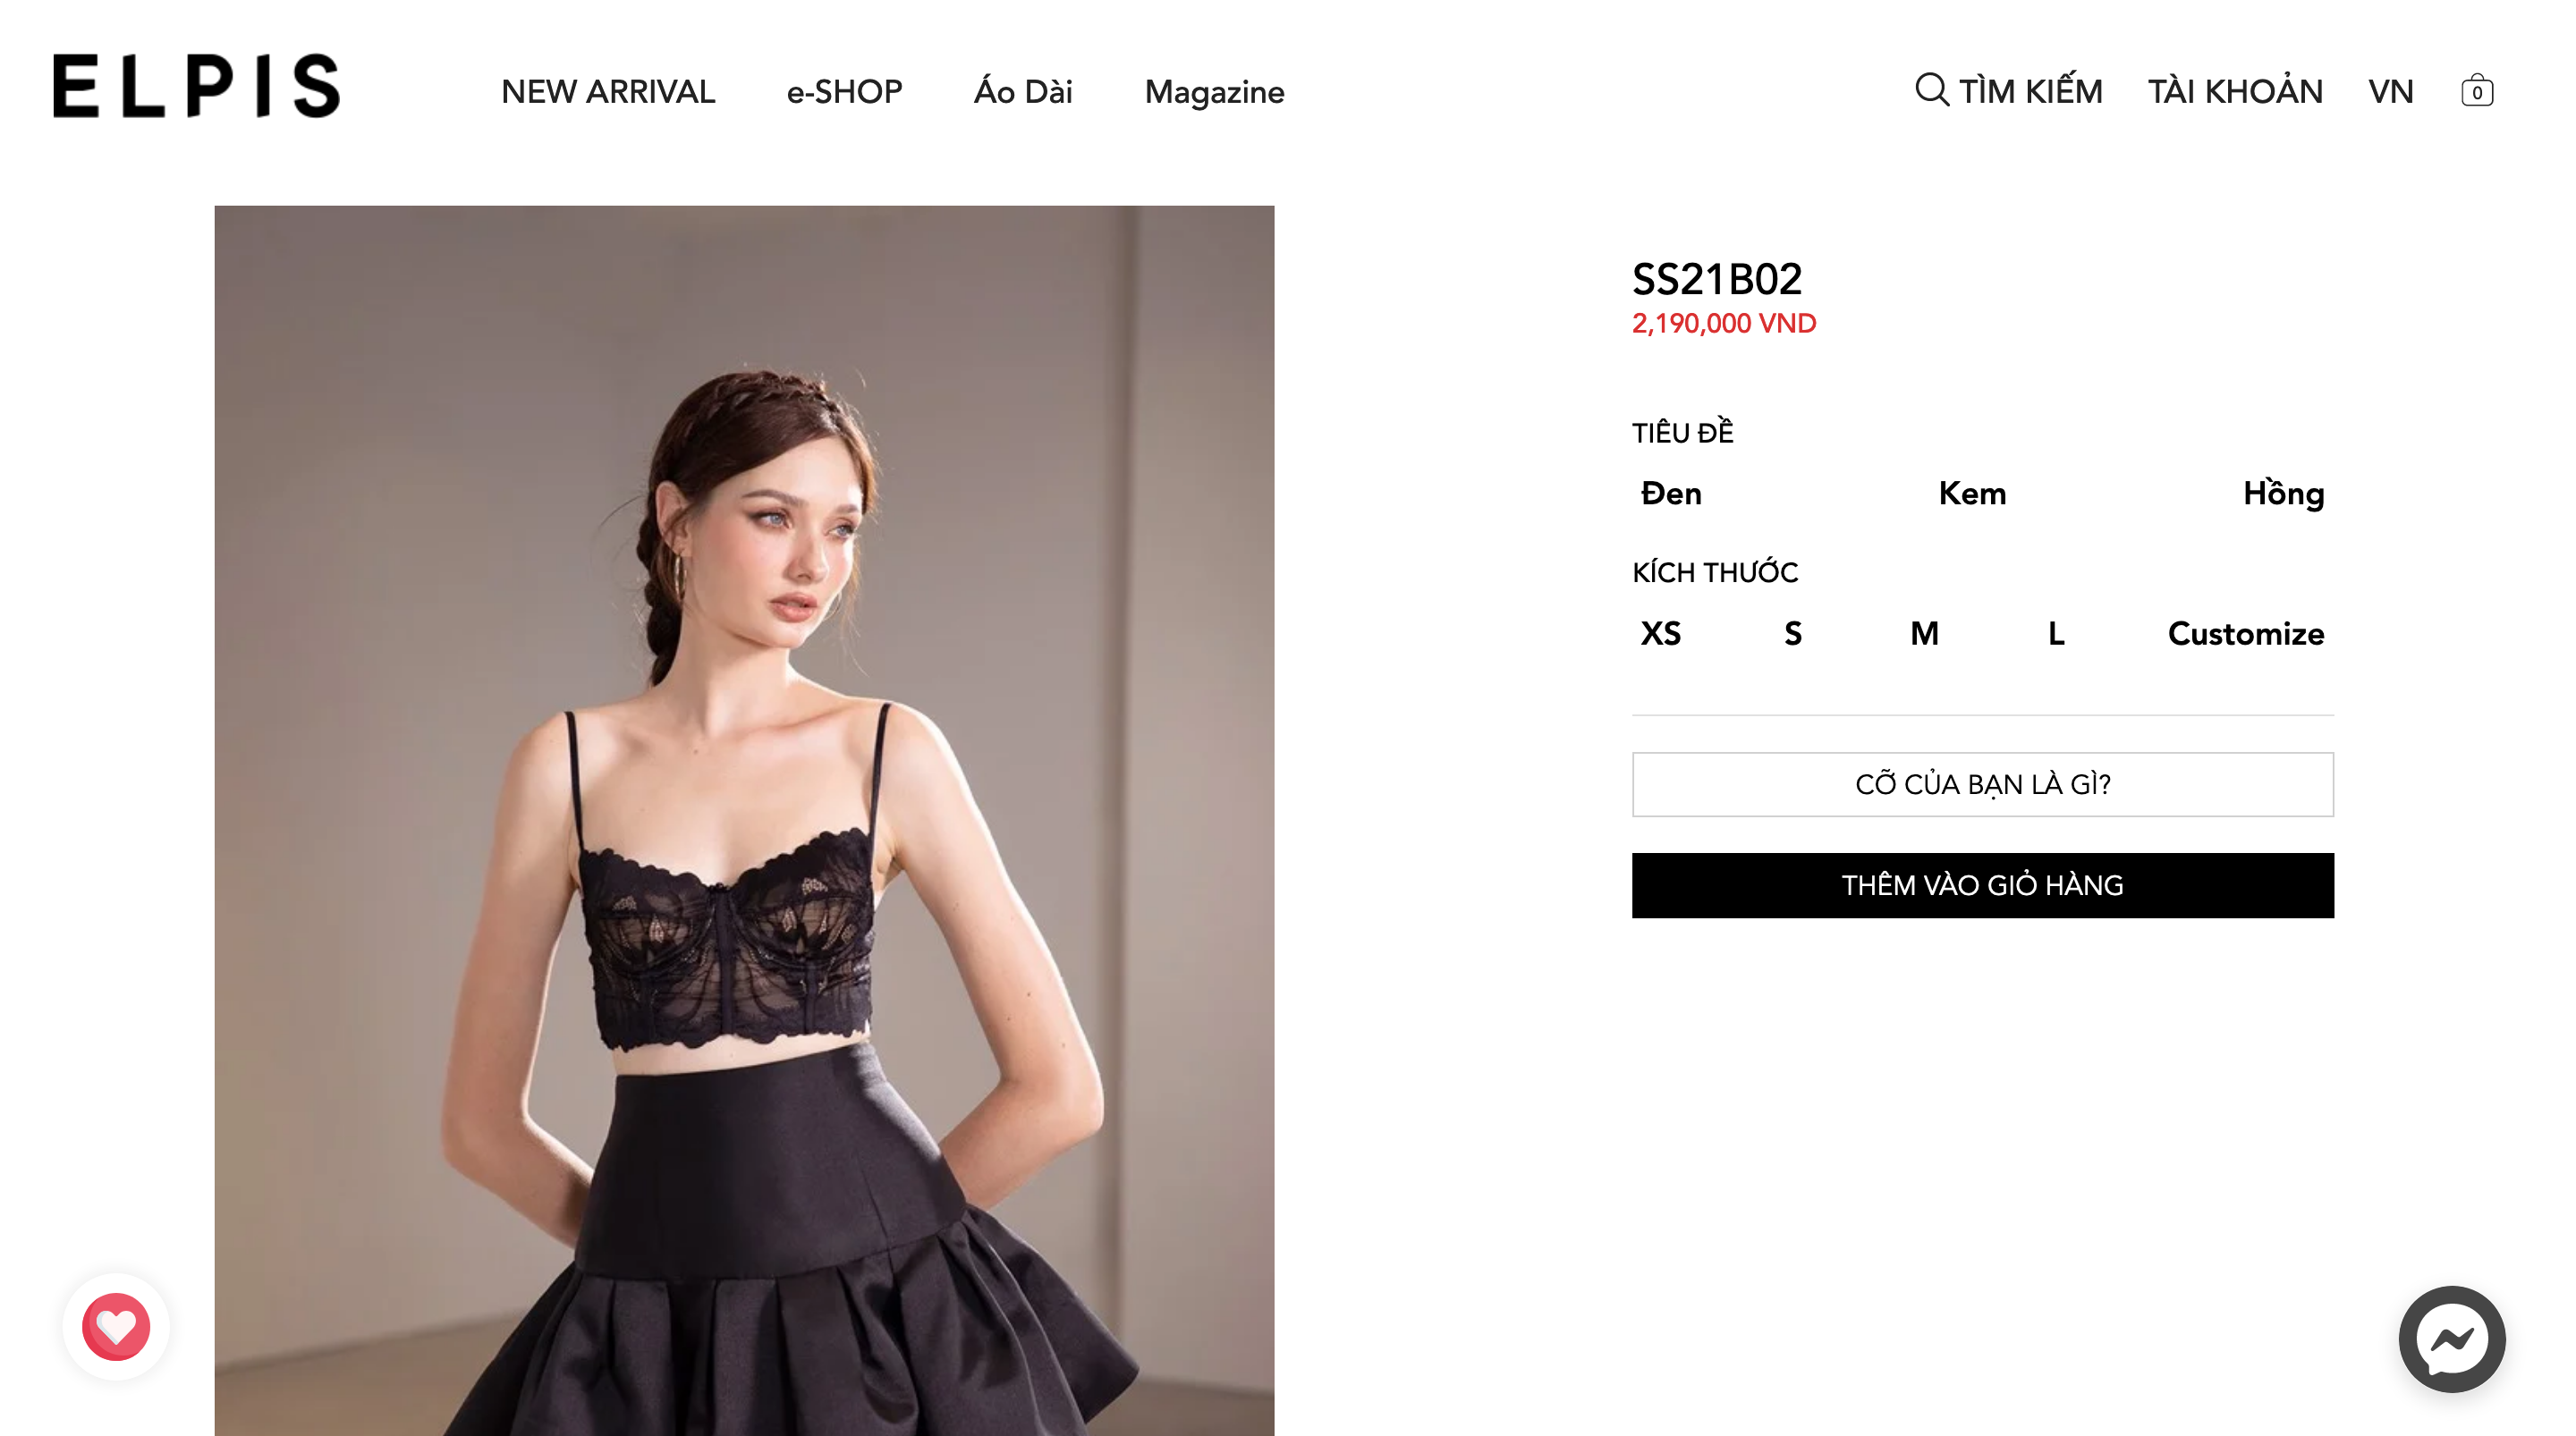 ELPIS
NEW ARRIVAL
e-SHOP
Áo Dài
Magazine
TÌM KIẾM
TÀI KHOẢN
VN
0
SS21B02
2,190,000 VND
TIÊU ĐỀ
Đen Kem Hồng
KÍCH THƯỚC
XS S M L Customize
CỠ CỦA BẠN LÀ GÌ?
THÊM VÀO GIỎ HÀNG